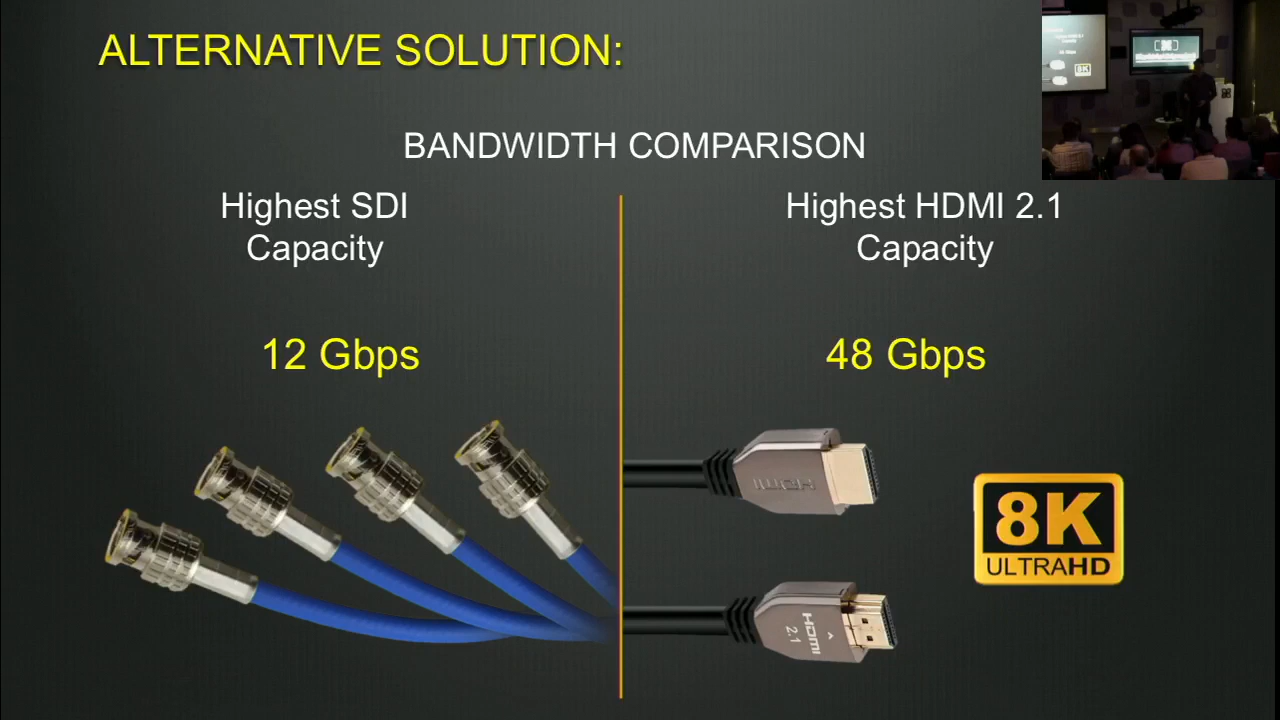 ALTERNATIVE SOLUTION:
BANDWIDTH COMPARISON
Highest SDI
Capacity
Highest HDMI 2.1
Capacity
12 Gbps
48 Gbps
HDMI
8K
ULTRAHD
HDMI
2.1
8K